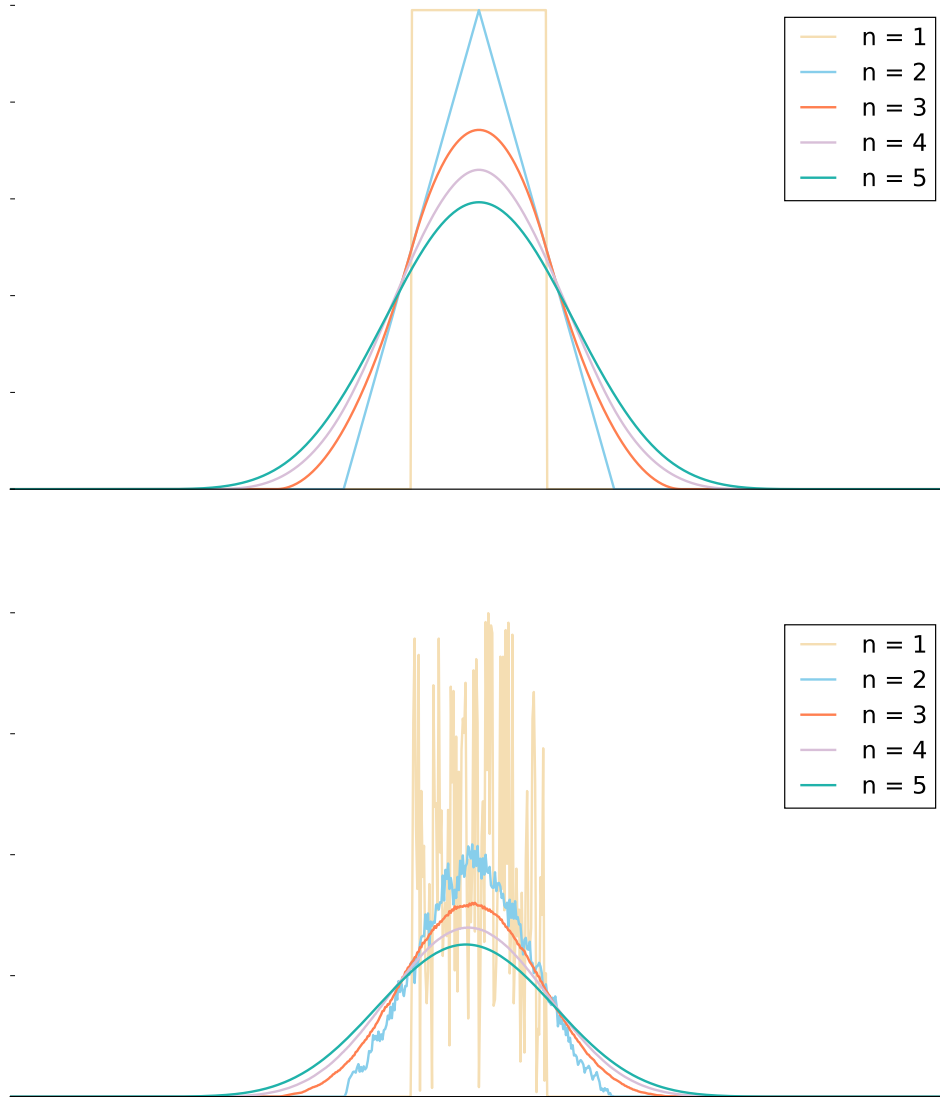 n = 1
n = 2
n = 3
n = 4
n = 5
n = 1
n = 2
n = 3
n = 4
n = 5